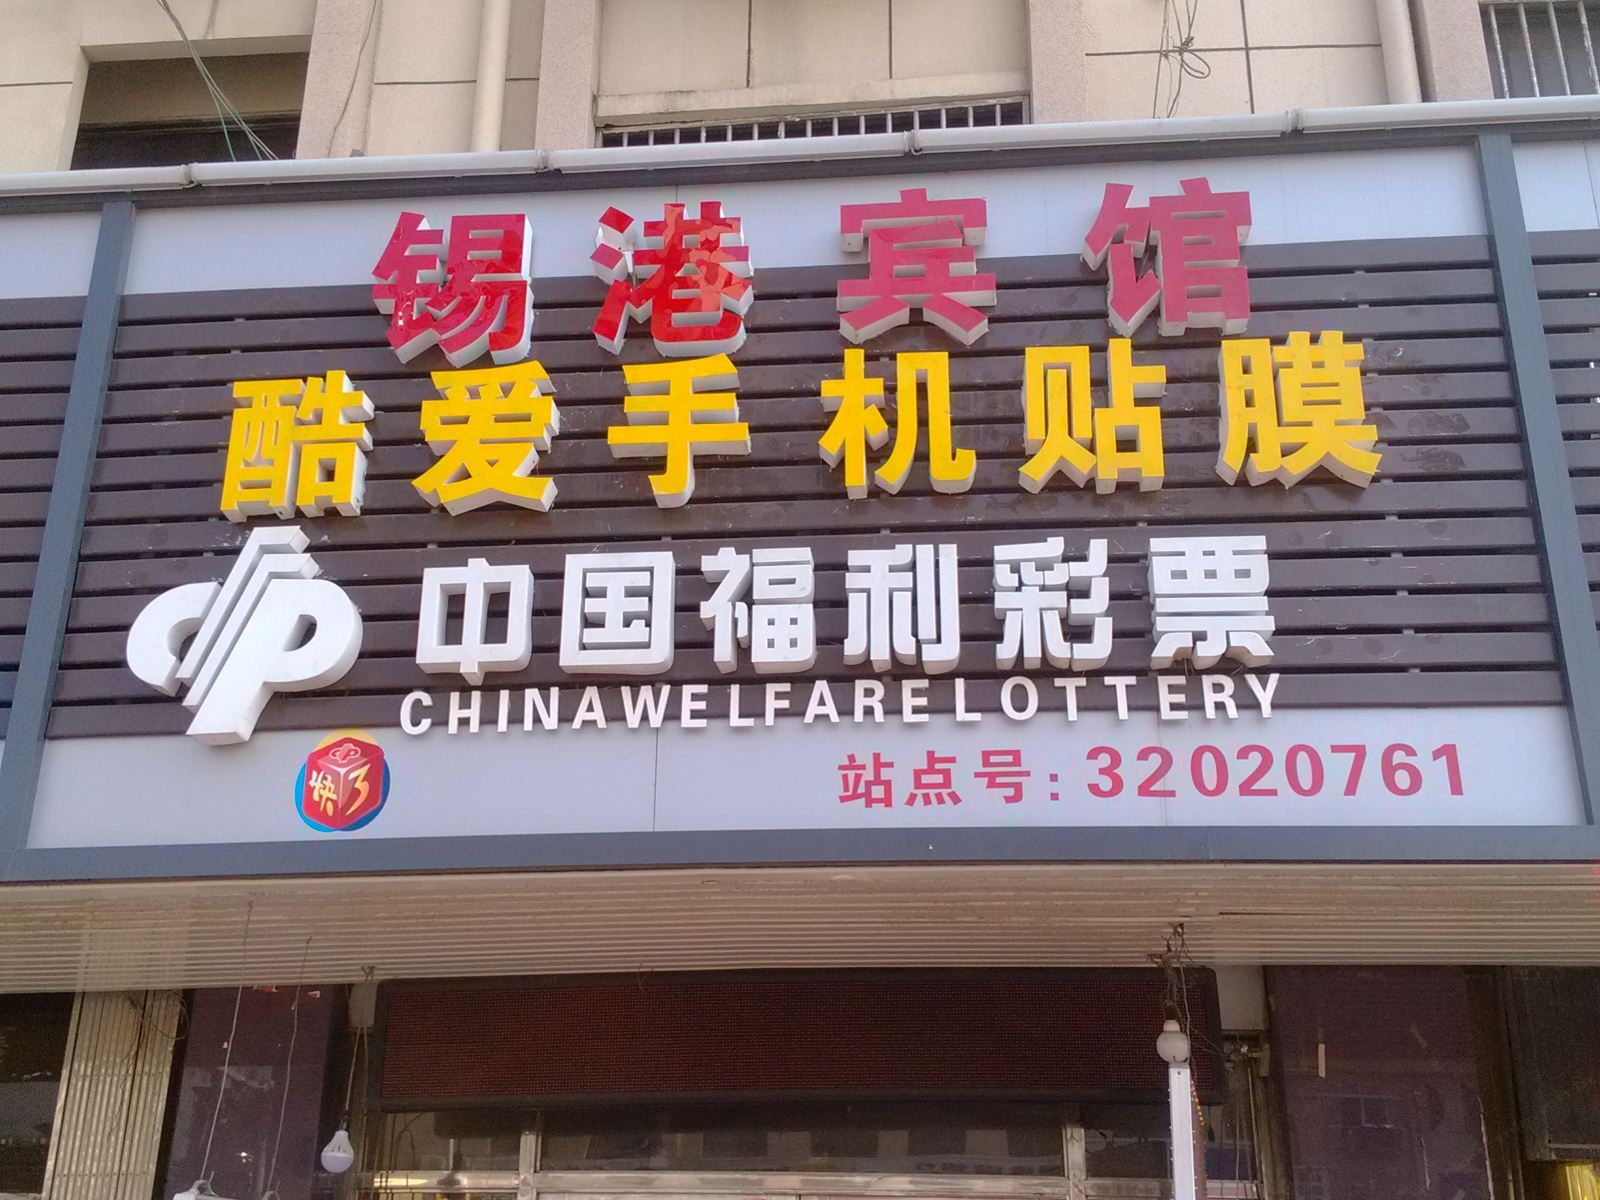 锡港宾馆
酷爱手机贴膜
中国福利彩票
CHINAWELFARELOTTERY
快3
站点号:32020761